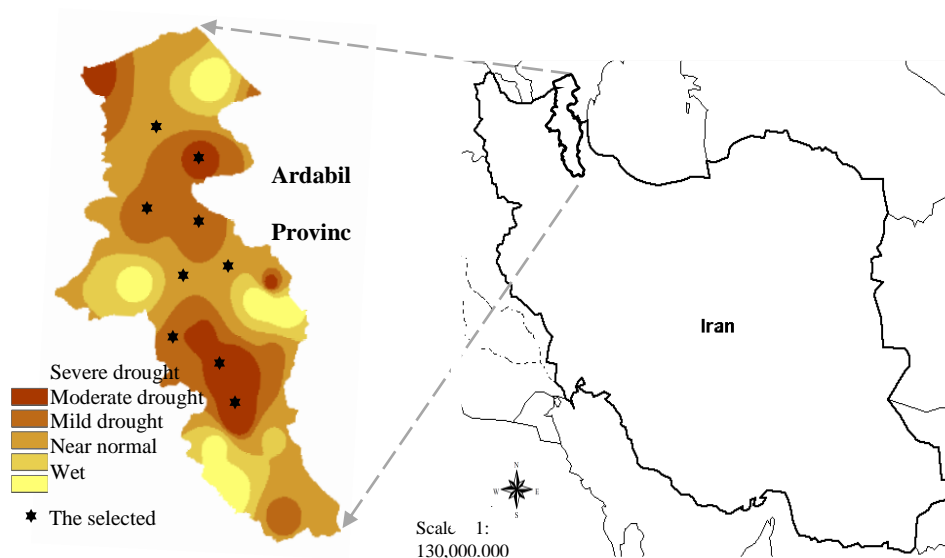 Ardabil
Provinc
Iran
Severe drought
Moderate drought
Mild drought
Near normal
Wet
The selected
N
W E
S
Scale 1:
130,000.000